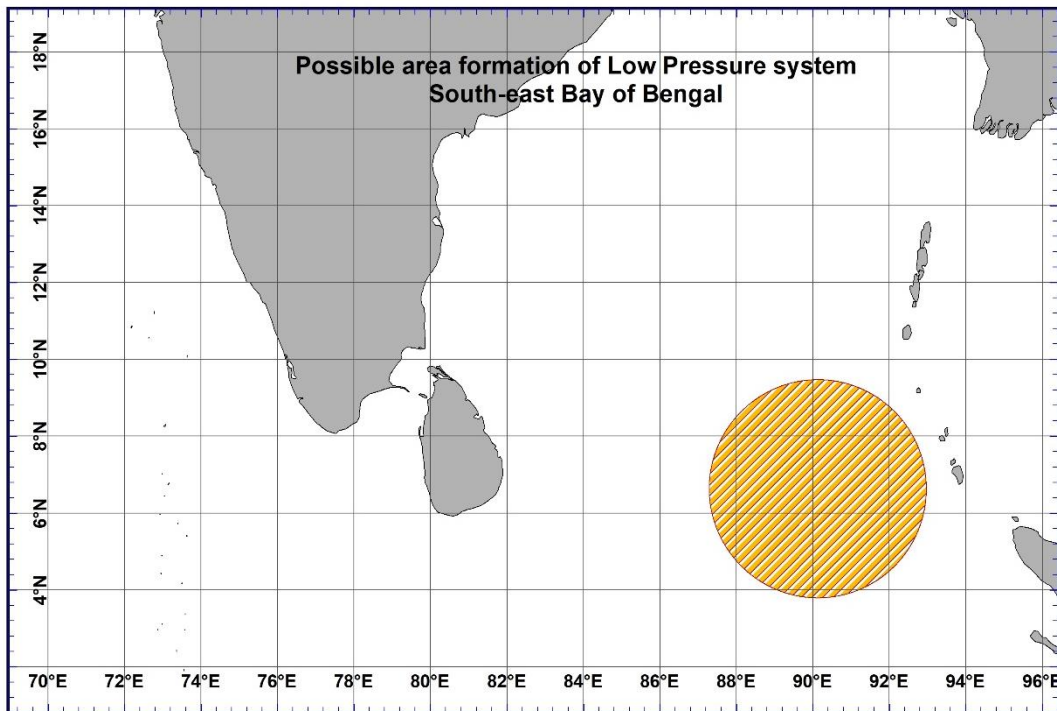 Possible area formation of Low Pressure system
South-east Bay of Bengal
18°N
16°N
14°N
12°N
10°N
8°N
6°N
4°N
70°E 72°E 74°E 76°E 78°E 80°E 82°E 84°E 86°E 88°E 90°E 92°E 94°E 96°E